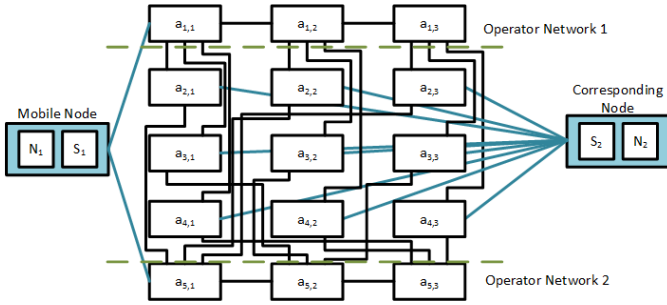 a1,1 a1,2 a1,3
Operator Network 1
a2,1 a2,2 a2,3
Mobile Node
Corresponding
Node
N1 S1
S2 N2
a3,1 a3,2 a3,3
a4,1 a4,2 a4,3
a5,1 a5,2 a5,3
Operator Network 2